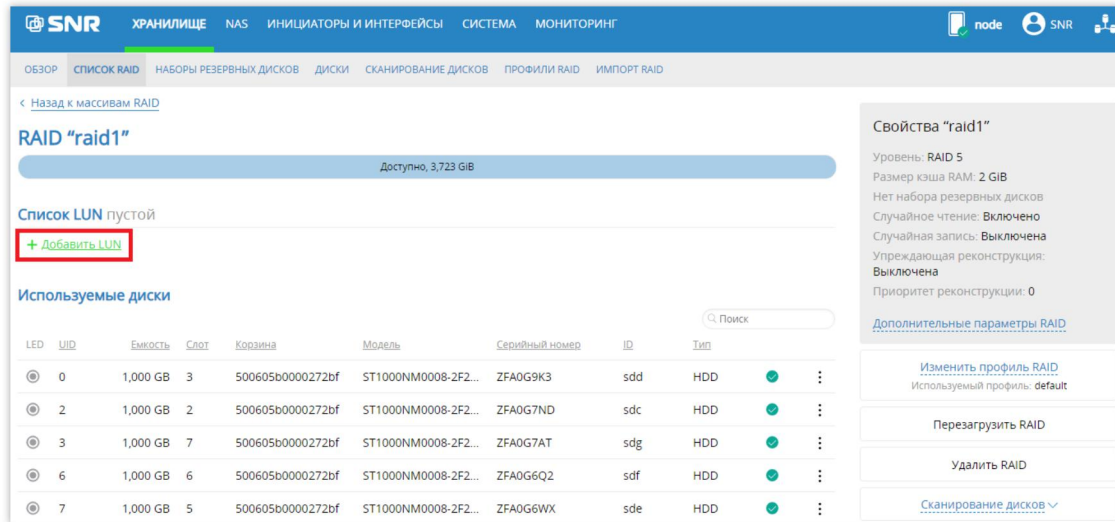 SNR ХРАНИЛИЩЕ NAS ИНИЦИАТОРЫ И ИНТЕРФЕЙСЫ СИСТЕМА МОНИТОРИНГ node SNR
ОБЗОР СПИСОК RAID НАБОРЫ РЕЗЕРВНЫХ ДИСКОВ ДИСКИ СКАНИРОВАНИЕ ДИСКОВ ПРОФИЛИ RAID ИМПОРТ RAID
< Назад к массивам RAID
RAID “raid1”
Доступно, 3,723 GiB
Список LUN пустой
+ Добавить LUN
Используемые диски
Поиск
LED UID Емкость Слот Корзина Модель Серийный номер ID Тип
0 1,000 GB 3 500605b0000272bf ST1000NM0008-2F2... ZFA0G9K3 sdd HDD
2 1,000 GB 2 500605b0000272bf ST1000NM0008-2F2... ZFA0G7ND sdc HDD
3 1,000 GB 7 500605b0000272bf ST1000NM0008-2F2... ZFA0G7AT sdg HDD
6 1,000 GB 6 500605b0000272bf ST1000NM0008-2F2... ZFA0G6Q2 sdf HDD
7 1,000 GB 5 500605b0000272bf ST1000NM0008-2F2... ZFA0G6WX sde HDD
Свойства “raid1”
Уровень: RAID 5
Размер кэша RAM: 2 GiB
Нет набора резервных дисков
Случайное чтение: Включено
Случайная запись: Выключена
Упреждающая реконструкция:
Выключена
Приоритет реконструкции: 0
Дополнительные параметры RAID
Изменить профиль RAID
Используемый профиль: default
Перезагрузить RAID
Удалить RAID
Сканирование дисков